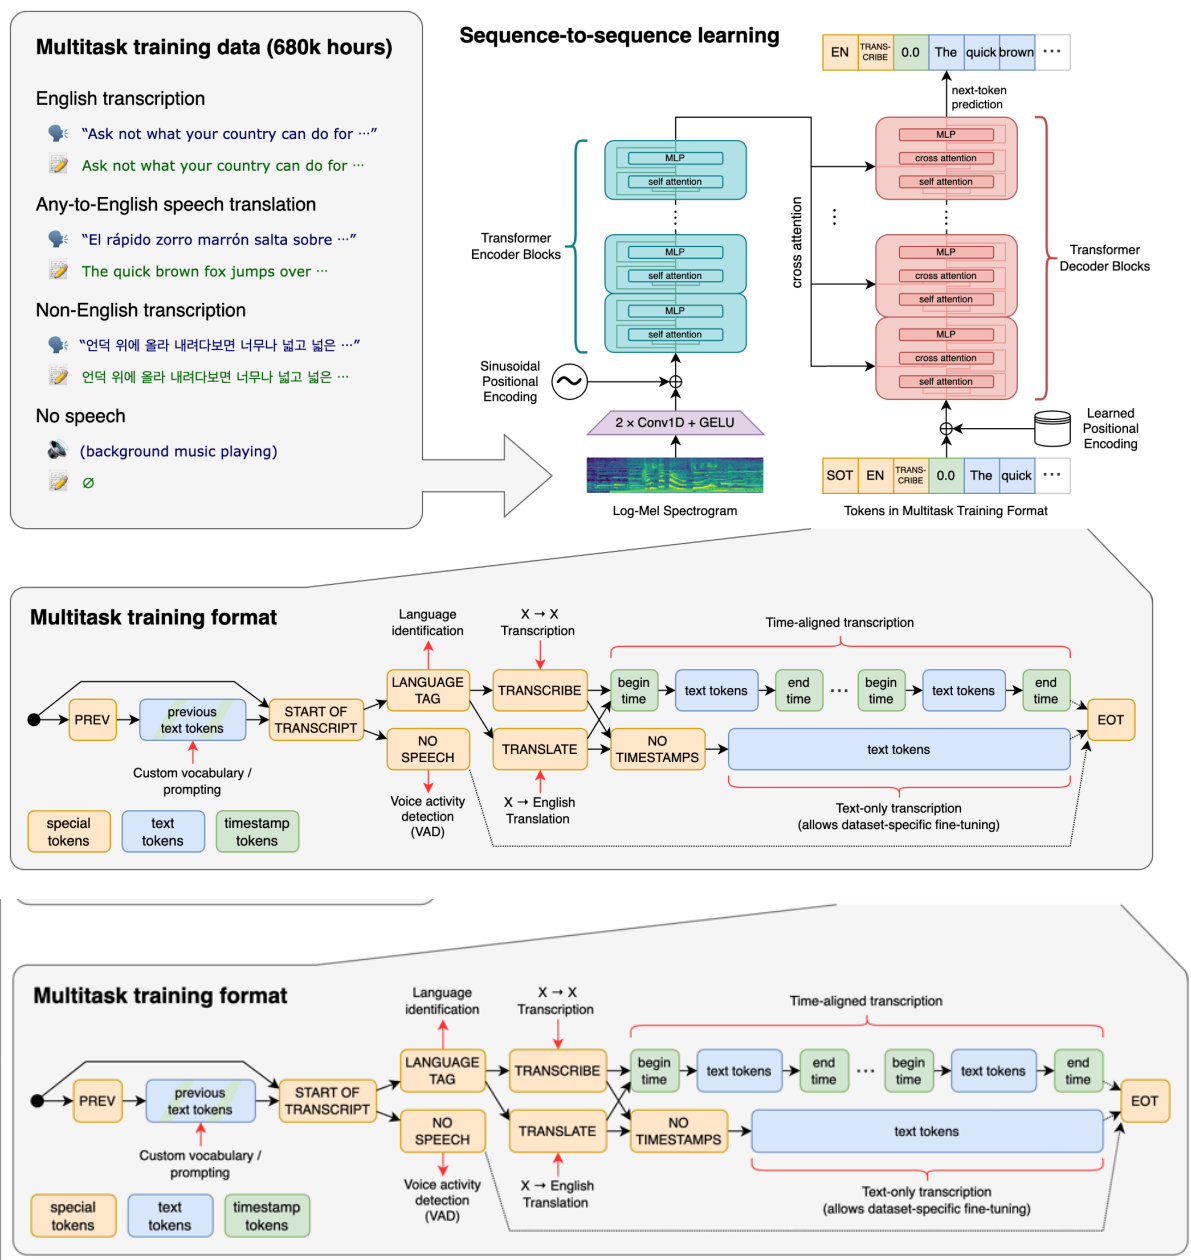 Multitask training data (680k hours)
English transcription
“Ask not what your country can do for ⋯”
Ask not what your country can do for ⋯
Any-to-English speech translation
“El rápido zorro marrón salta sobre ⋯”
The quick brown fox jumps over ⋯
Non-English transcription
“언덕 위에 올라 내려다보면 너무나 넓고 넓은 ⋯”
언덕 위에 올라 내려다보면 너무나 넓고 넓은 ⋯
No speech
(background music playing)
∅
Sequence-to-sequence learning
EN
TRANS-
CRIBE
0.0
The
quick
brown
⋯
next-token
prediction
MLP
self attention
⋯
MLP
self attention
MLP
self attention
Transformer
Encoder Blocks
Sinusoidal
Positional
Encoding
2 × Conv1D + GELU
Log-Mel Spectrogram
cross attention
⋯
MLP
cross attention
self attention
MLP
cross attention
self attention
MLP
cross attention
self attention
Transformer
Decoder Blocks
Learned
Positional
Encoding
SOT
EN
TRANS-
CRIBE
0.0
The
quick
⋯
Tokens in Multitask Training Format
Multitask training format
Language
identification
X → X
Transcription
Time-aligned transcription
PREV
previous
text tokens
START OF
TRANSCRIPT
LANGUAGE
TAG
TRANSCRIBE
begin
time
text tokens
end
time
⋯
begin
time
text tokens
end
time
EOT
NO
SPEECH
TRANSLATE
NO
TIMESTAMPS
text tokens
Custom vocabulary /
prompting
Voice activity
detection
(VAD)
X → English
Translation
Text-only transcription
(allows dataset-specific fine-tuning)
special
tokens
text
tokens
timestamp
tokens
Multitask training format
Language
identification
X → X
Transcription
Time-aligned transcription
PREV
previous
text tokens
START OF
TRANSCRIPT
LANGUAGE
TAG
TRANSCRIBE
begin
time
text tokens
end
time
⋯
begin
time
text tokens
end
time
EOT
NO
SPEECH
TRANSLATE
NO
TIMESTAMPS
text tokens
Custom vocabulary /
prompting
Voice activity
detection
(VAD)
X → English
Translation
Text-only transcription
(allows dataset-specific fine-tuning)
special
tokens
text
tokens
timestamp
tokens